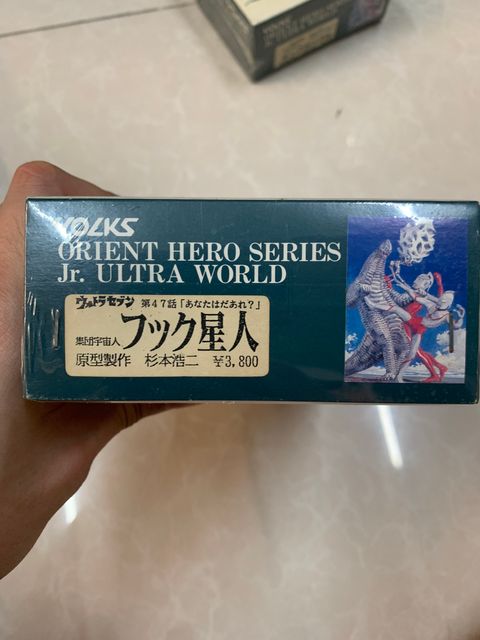 VOLKS
ORIENT HERO SERIES
Jr. ULTRA WORLD
ウルトラセブン 第47話「あなたはだあれ?」
集団宇宙人 フック星人
原型製作 杉本浩二 ¥3,800